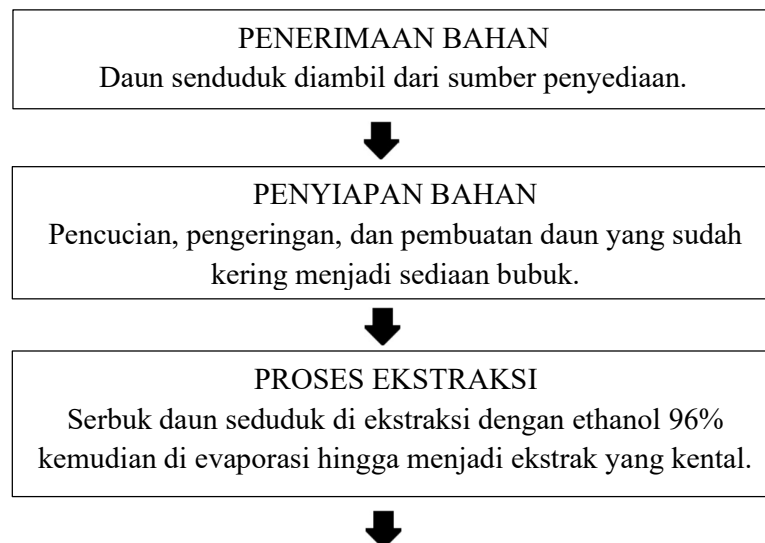 PENERIMAAN BAHAN
Daun senduduk diambil dari sumber penyediaan.
PENYIAPAN BAHAN
Pencucian, pengeringan, dan pembuatan daun yang sudah
kering menjadi sediaan bubuk.
PROSES EKSTRAKSI
Serbuk daun seduduk di ekstraksi dengan ethanol 96%
kemudian di evaporasi hingga menjadi ekstrak yang kental.